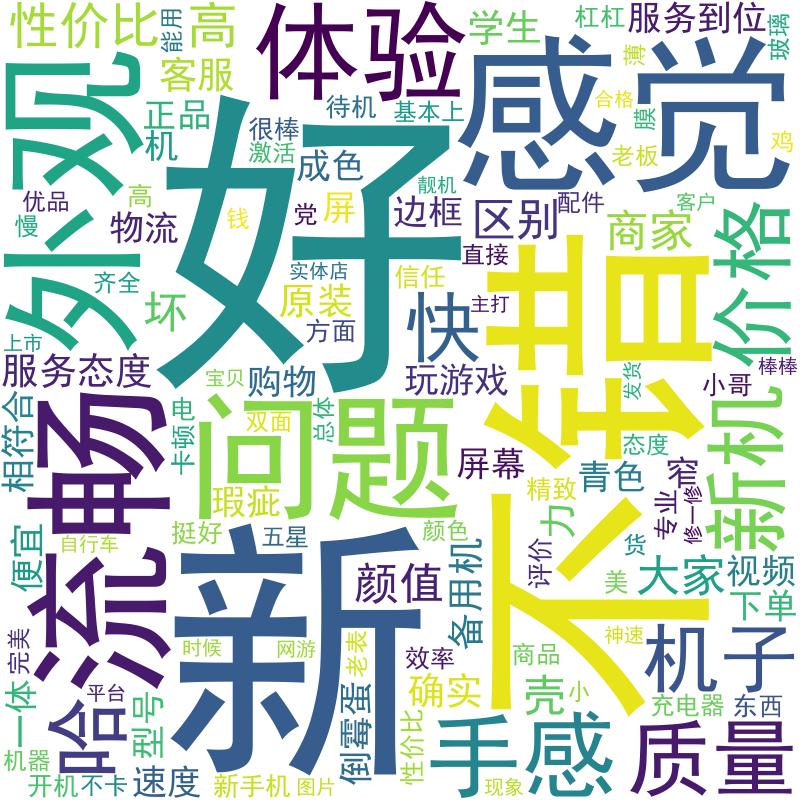 性价比
能用
高
体验
学生
杠杠
服务到位
玻璃
外观
客服
正品
机
很棒
激活
待机
基本上
感觉
薄
合格
膜
老板
鸡
好
成色
靓机
优品
高
慢
物流
钱
党
屏
边框
区别
配件
商家
客户
价格
齐全
坏
实体店
原装
信任
方面
直接
主打
快
不错
上市
服务态度
宝贝
购物
玩游戏
发货
小哥
棒棒
相符合
流畅
卡顿
电
问题
双面
总体
屏幕
态度
青色
新机
瑕疵
精致
力
专业
修一修
便宜
自行车
挺好
五星
颜色
评价
货
新
颜值
备用机
美
大家
视频
下单
完美
哈
时候
网游
老表
效率
商品
神速
机子
一体
平台
型号
倒霉蛋
确实
壳
小
充电器
东西
机器
开机
不卡
速度
新手机
图片
性价比
手感
现象
质量